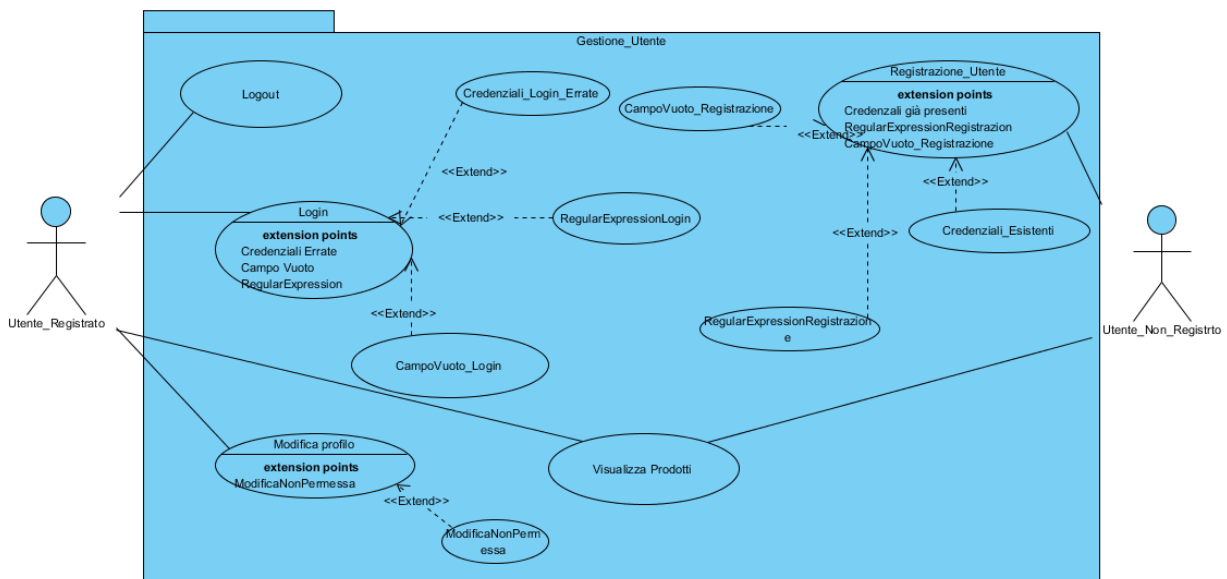 Gestione_Utente
Logout
Credenziali_Login_Errate
CampoVuoto_Registrazione
Registrazione_Utente
extension points
Credenzali già presenti
RegularExpressionRegistrazion
CampoVuoto_Registrazione
<<Extend>>
<<Extend>>
<<Extend>>
Login
extension points
Credenziali Errate
Campo Vuoto
RegularExpression
<<Extend>>
RegularExpressionLogin
<<Extend>>
Credenziali_Esistenti
Utente_Registrato
Utente_Non_Registrto
<<Extend>>
RegularExpressionRegistrazion
e
CampoVuoto_Login
Modifica profilo
extension points
ModificaNonPermessa
Visualizza Prodotti
<<Extend>>
ModificaNonPerm
essa